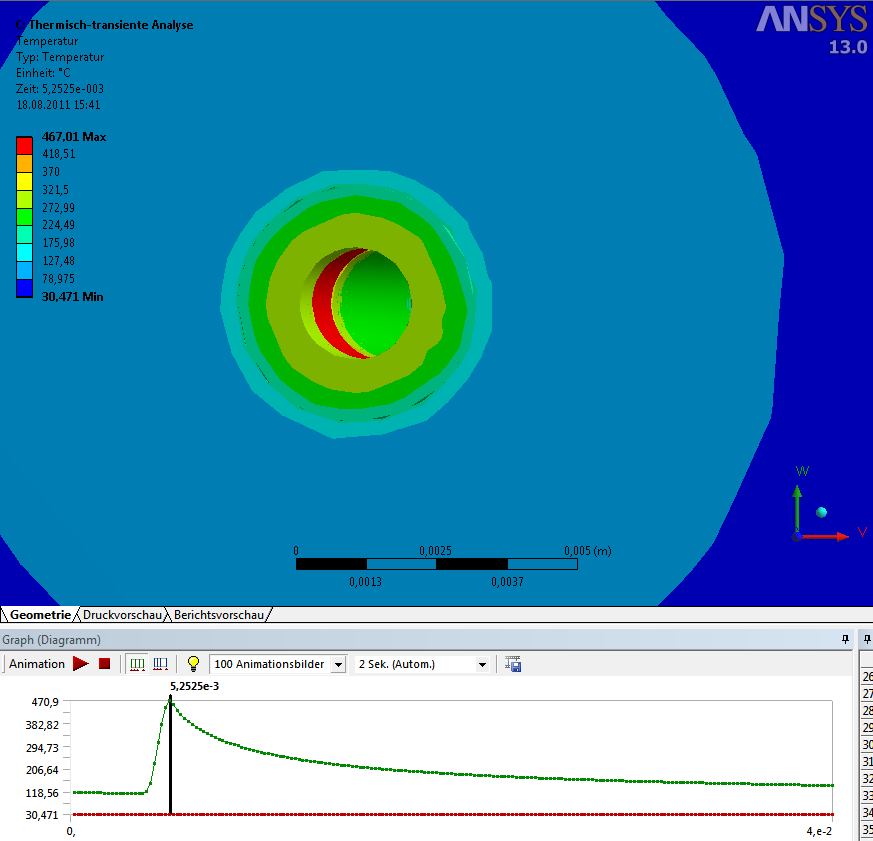 C: Thermisch-transiente Analyse
Temperatur
Typ: Temperatur
Einheit: °C
Zeit: 5,2525e-003
18.08.2011 15:41
467,01 Max
418,51
370
321,5
272,99
224,49
175,98
127,48
78,975
30,471 Min
ANSYS
13.0
W
V
0
0,0025
0,005 (m)
0,0013
0,0037
Geometrie
Druckvorschau
Berichtsvorschau
Graph (Diagramm)
Animation
100 Animationsbilder
2 Sek. (Autom.)
5,2525e-3
470,9
382,82
294,73
206,64
118,56
30,471
0,
4,e-2
26
27
28
29
30
31
32
33
34
35